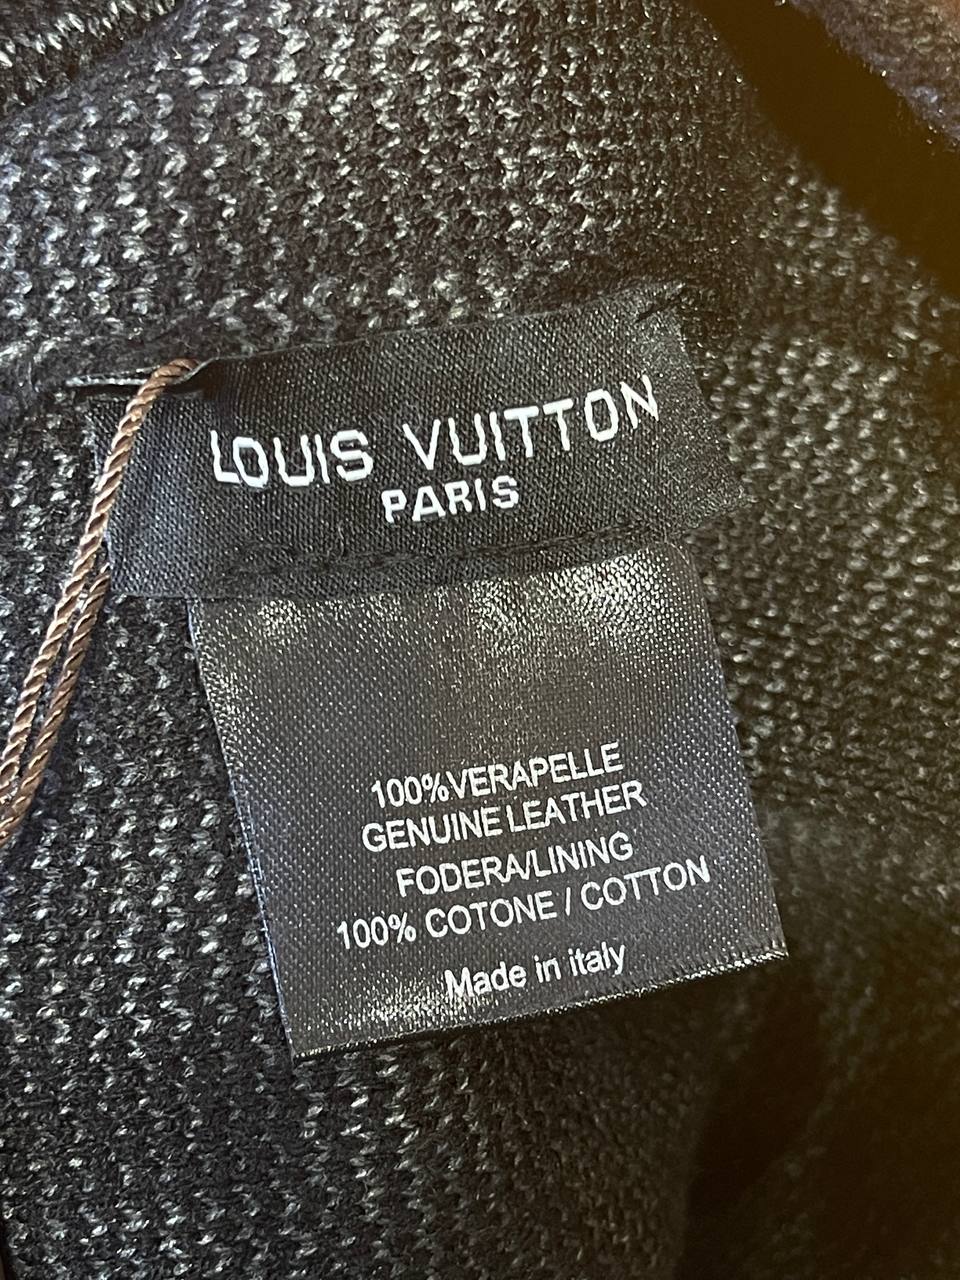 LOUIS VUITTON
PARIS
100%VERAPELLE
GENUINE LEATHER
FODERA/LINING
100% COTONE / COTTON
Made in italy